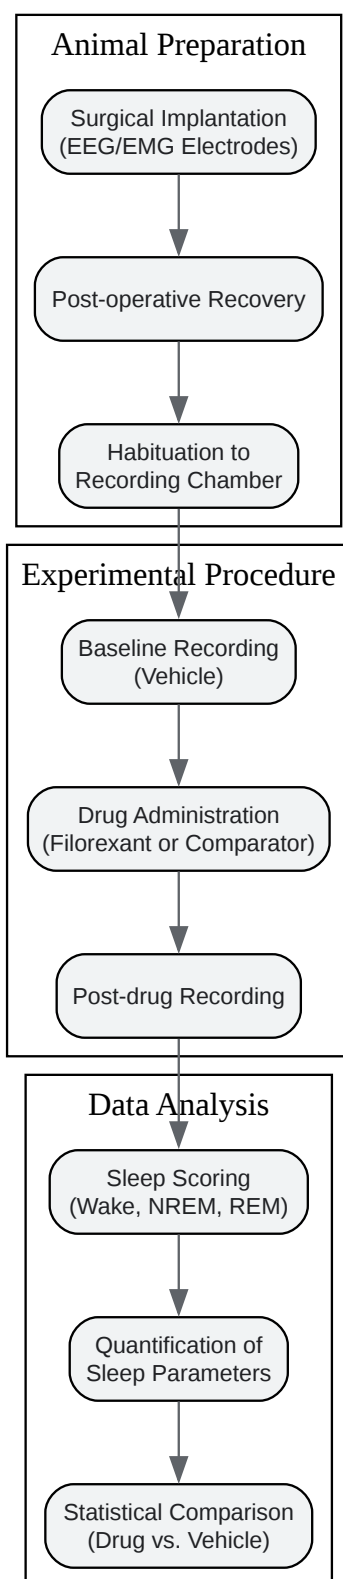 Animal Preparation
Surgical Implantation
(EEG/EMG Electrodes)
Post-operative Recovery
Habituation to
Recording Chamber
Experimental Procedure
Baseline Recording
(Vehicle)
Drug Administration
(Filorexant or Comparator)
Post-drug Recording
Data Analysis
Sleep Scoring
(Wake, NREM, REM)
Quantification of
Sleep Parameters
Statistical Comparison
(Drug vs. Vehicle)